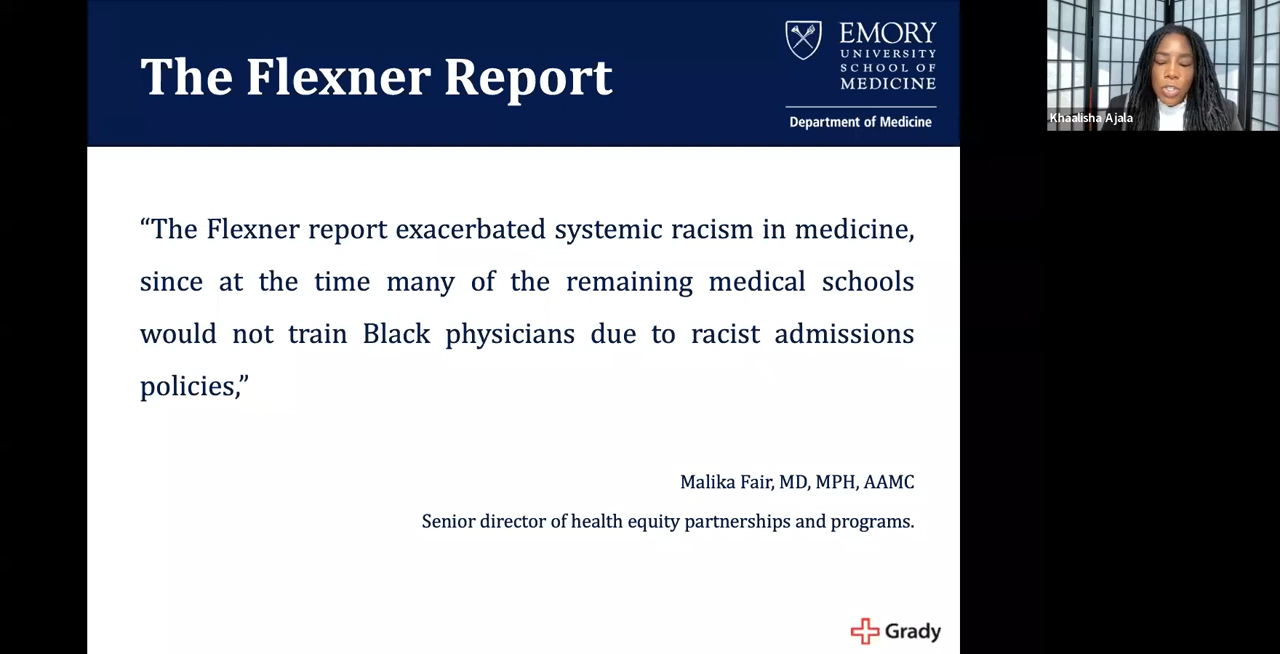 The Flexner Report
EMORY
UNIVERSITY
SCHOOL OF
MEDICINE
Department of Medicine
Khaalisha Ajala
“The Flexner report exacerbated systemic racism in medicine,
since at the time many of the remaining medical schools
would not train Black physicians due to racist admissions
policies,”
Malika Fair, MD, MPH, AAMC
Senior director of health equity partnerships and programs.
Grady